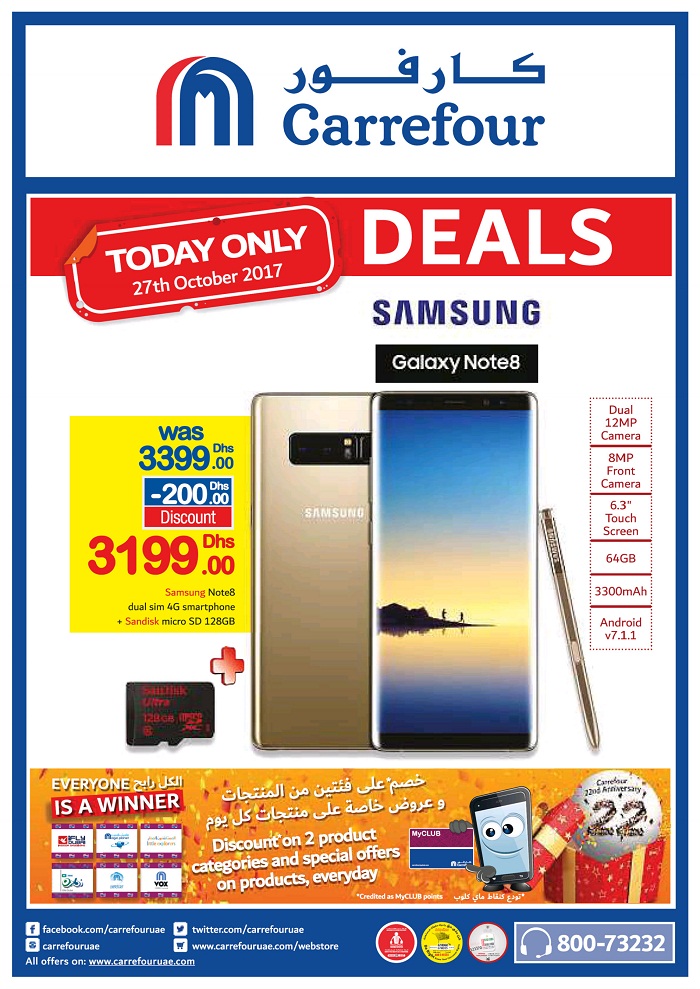 كارفور
Carrefour
TODAY ONLY
27th October 2017
DEALS
SAMSUNG
Galaxy Note8
was
3399.00 Dhs
-200.00 Dhs
Discount
3199.00 Dhs
Samsung Note8
dual sim 4G smartphone
+ Sandisk micro SD 128GB
SAMSUNG
SAMSUNG
Dual
12MP
Camera
8MP
Front
Camera
6.3"
Touch
Screen
64GB
3300mAh
Android
v7.1.1
SanDisk
Ultra
128GB
EVERYONE الكل رابح
IS A WINNER
VOX
خصم* على فئتين من المنتجات
و عروض خاصة على منتجات كل يوم
Discount on 2 product
categories and special offers
on products, everyday
MyCLUB
*Credited as MyCLUB points
*تودع كنقاط ماي كلوب
Carrefour
22nd Anniversary
22
facebook.com/carrefouruae
twitter.com/carrefouruae
carrefouruae
www.carrefouruae.com/webstore
All offers on: www.carrefouruae.com
800-73232